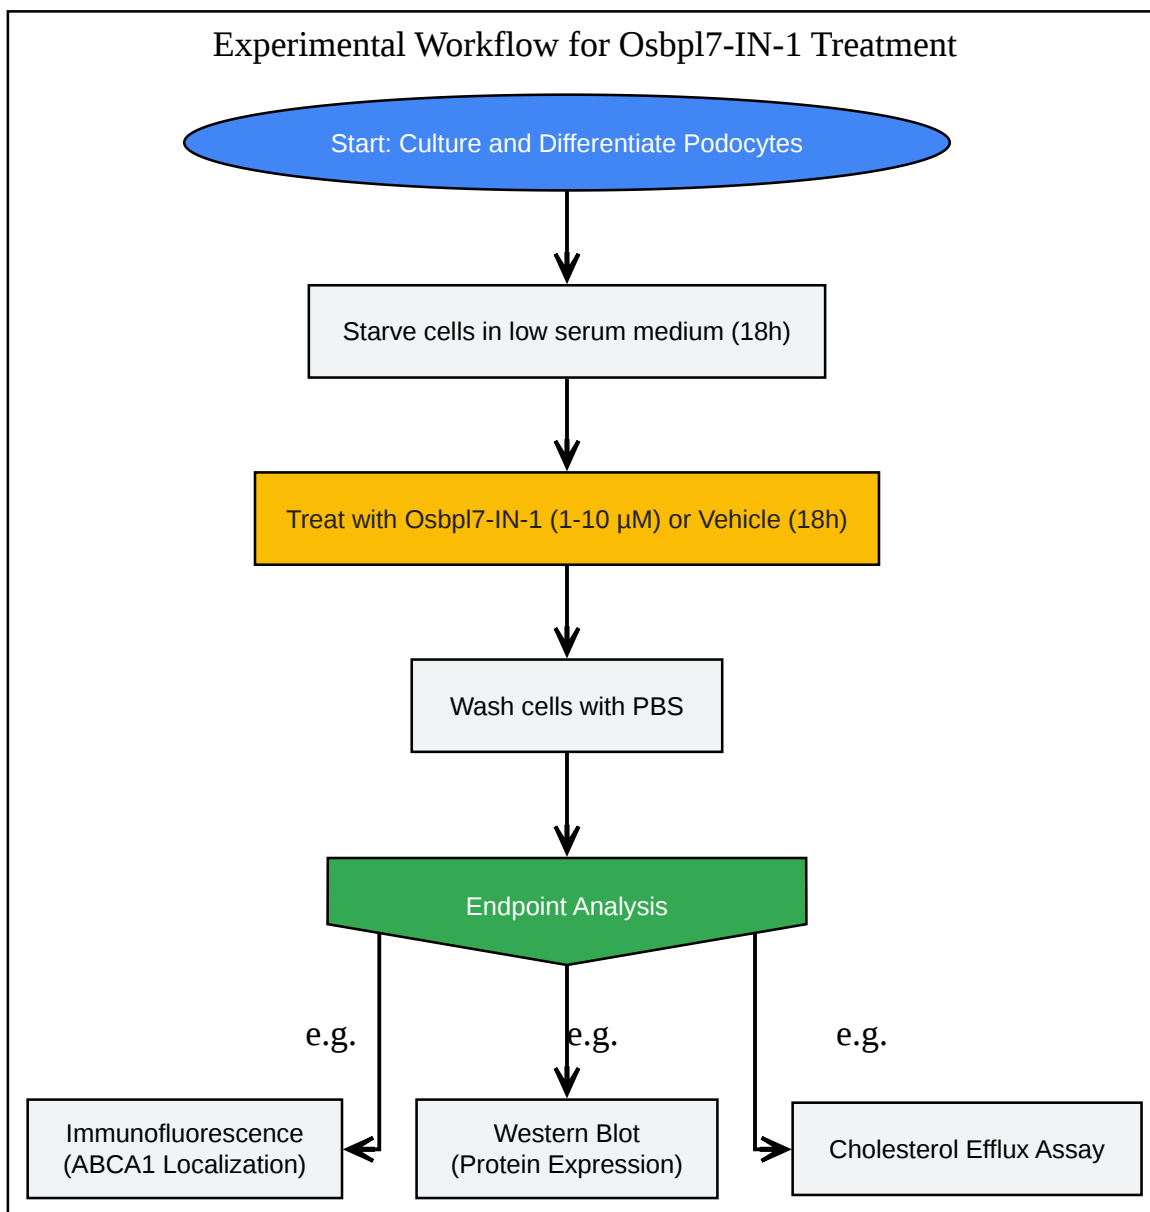 Experimental Workflow for Osbpl7-IN-1 Treatment
Start: Culture and Differentiate Podocytes
Starve cells in low serum medium (18h)
Treat with Osbpl7-IN-1 (1-10 µM) or Vehicle (18h)
Wash cells with PBS
Endpoint Analysis
e.g.
e.g.
e.g.
Immunofluorescence
(ABCA1 Localization)
Western Blot
(Protein Expression)
Cholesterol Efflux Assay